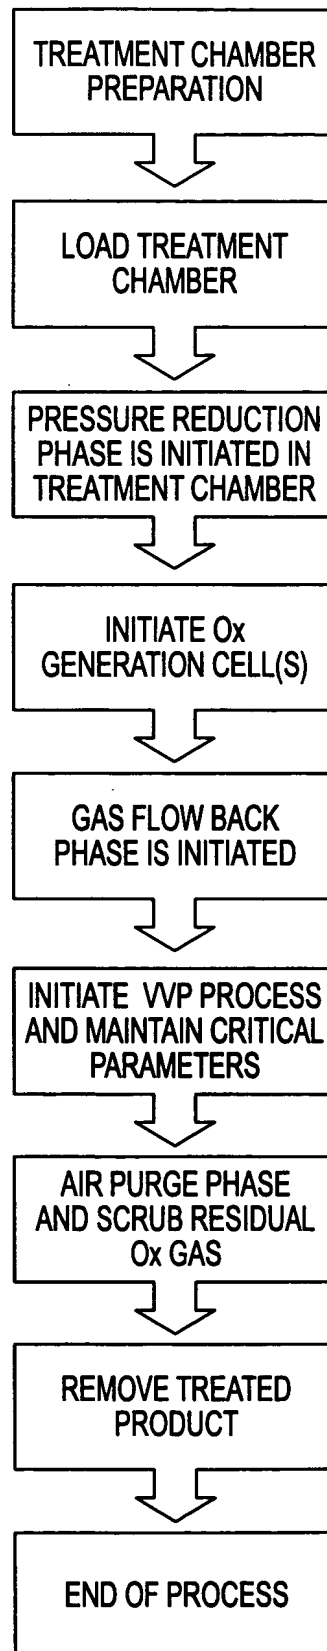 TREATMENT CHAMBER
PREPARATION
LOAD TREATMENT
CHAMBER
PRESSURE REDUCTION
PHASE IS INITIATED IN
TREATMENT CHAMBER
INITIATE Ox
GENERATION CELL(S)
GAS FLOW BACK
PHASE IS INITIATED
INITIATE VVP PROCESS
AND MAINTAIN CRITICAL
PARAMETERS
AIR PURGE PHASE
AND SCRUB RESIDUAL
Ox GAS
REMOVE TREATED
PRODUCT
END OF PROCESS